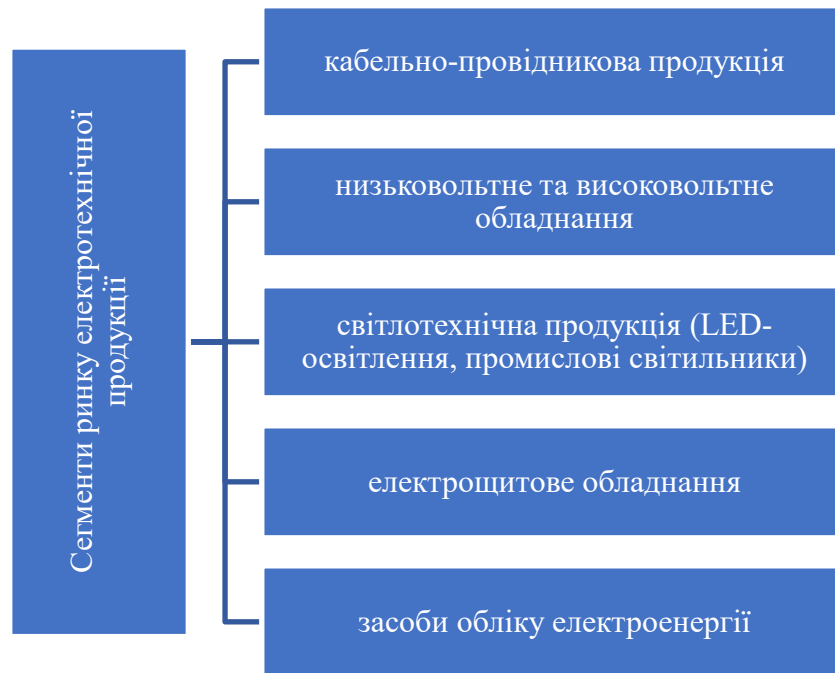 Сегменти ринку електротехнічної
продукції
кабельно-провідникова продукція
низьковольтне та високовольтне
обладнання
світлотехнічна продукція (LED-
освітлення, промислові світильники)
електрощитове обладнання
засоби обліку електроенергії